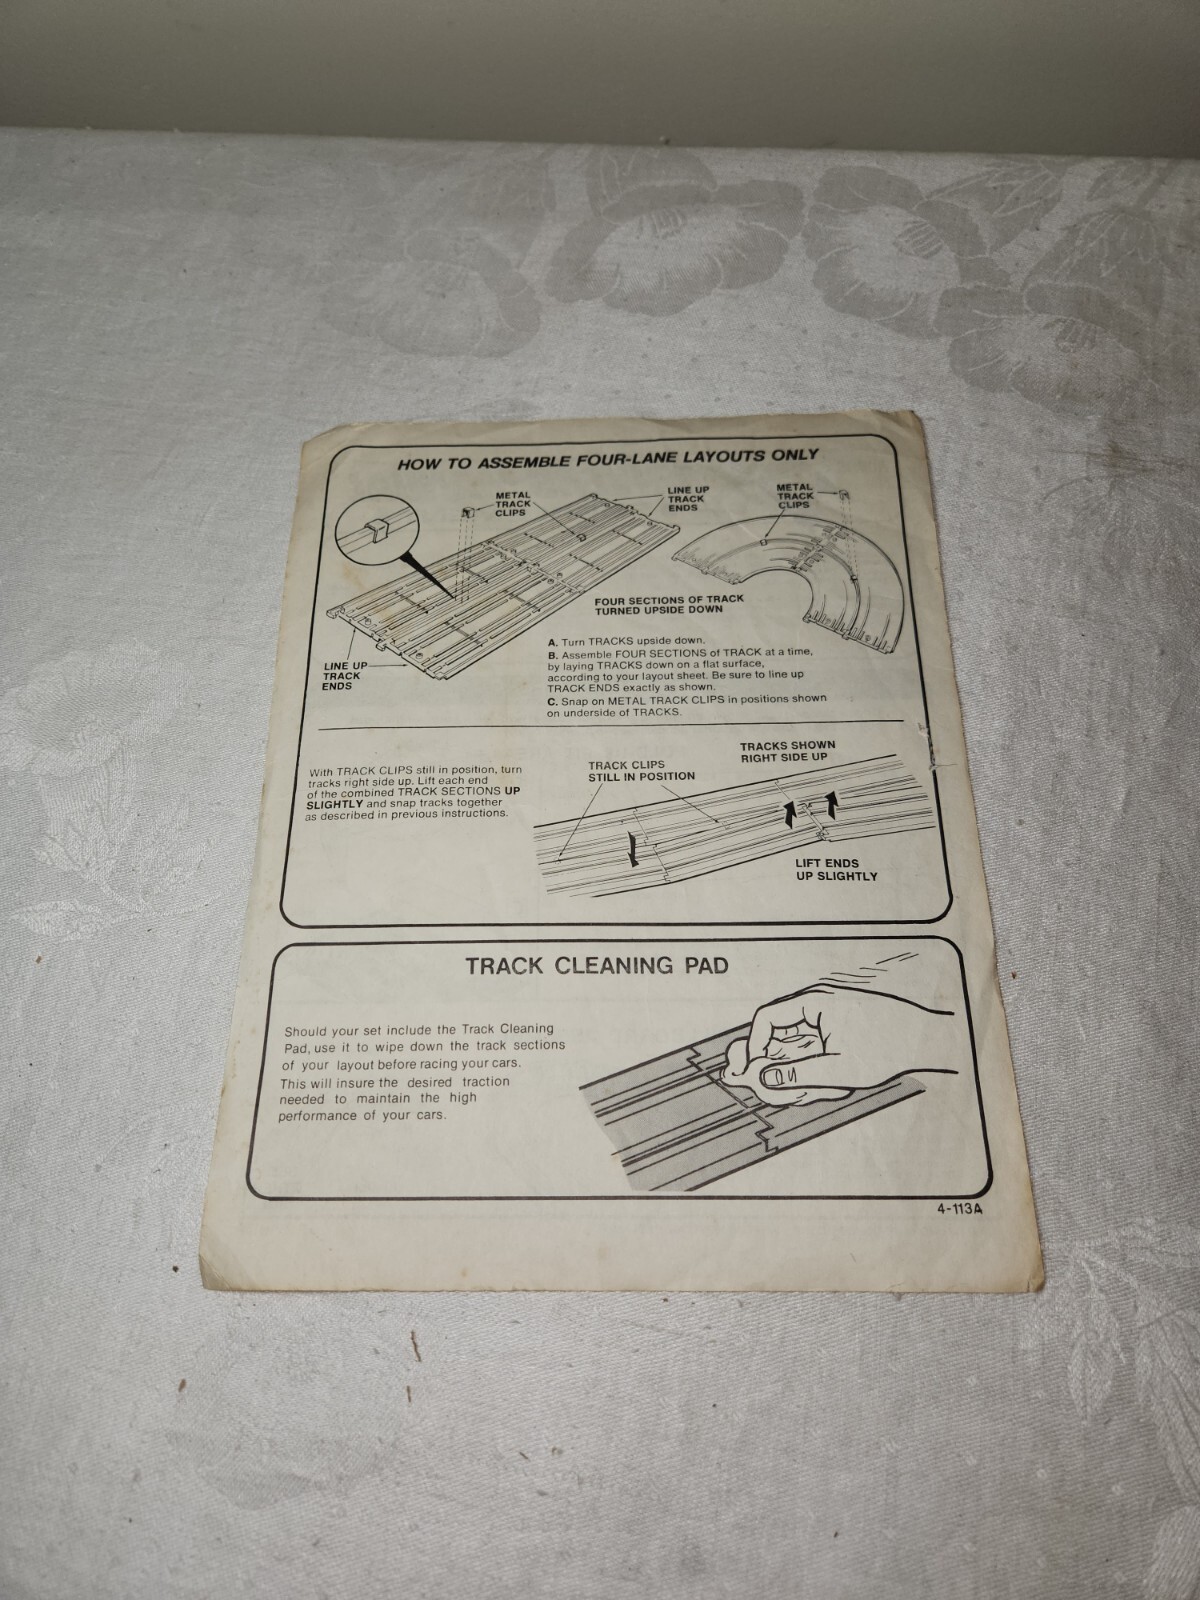 HOW TO ASSEMBLE FOUR-LANE LAYOUTS ONLY
METAL
TRACK
CLIPS
LINE UP
TRACK
ENDS
METAL
TRACK
CLIPS
FOUR SECTIONS OF TRACK
TURNED UPSIDE DOWN
LINE UP
TRACK
ENDS
A. Turn TRACKS upside down.
B. Assemble FOUR SECTIONS of TRACK at a time,
by laying TRACKS down on a flat surface,
according to your layout sheet. Be sure to line up
TRACK ENDS exactly as shown.
C. Snap on METAL TRACK CLIPS in positions shown
on underside of TRACKS.
With TRACK CLIPS still in position, turn
tracks right side up. Lift each end
of the combined TRACK SECTIONS UP
SLIGHTLY and snap tracks together
as described in previous instructions.
TRACK CLIPS
STILL IN POSITION
TRACKS SHOWN
RIGHT SIDE UP
LIFT ENDS
UP SLIGHTLY
TRACK CLEANING PAD
Should your set include the Track Cleaning
Pad, use it to wipe down the track sections
of your layout before racing your cars.
This will insure the desired traction
needed to maintain the high
performance of your cars.
4-113A